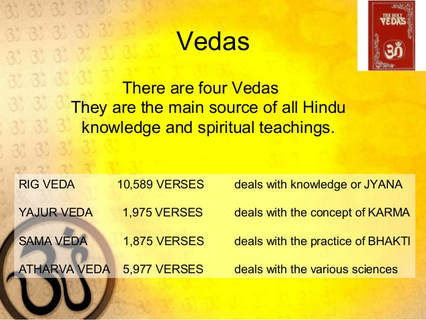 Vedas
THE HOLY
VEDAS
ॐ
There are four Vedas
They are the main source of all Hindu
knowledge and spiritual teachings.
RIG VEDA 10,589 VERSES deals with knowledge or JYANA
YAJUR VEDA 1,975 VERSES deals with the concept of KARMA
SAMA VEDA 1,875 VERSES deals with the practice of BHAKTI
ATHARVA VEDA 5,977 VERSES deals with the various sciences
ॐ